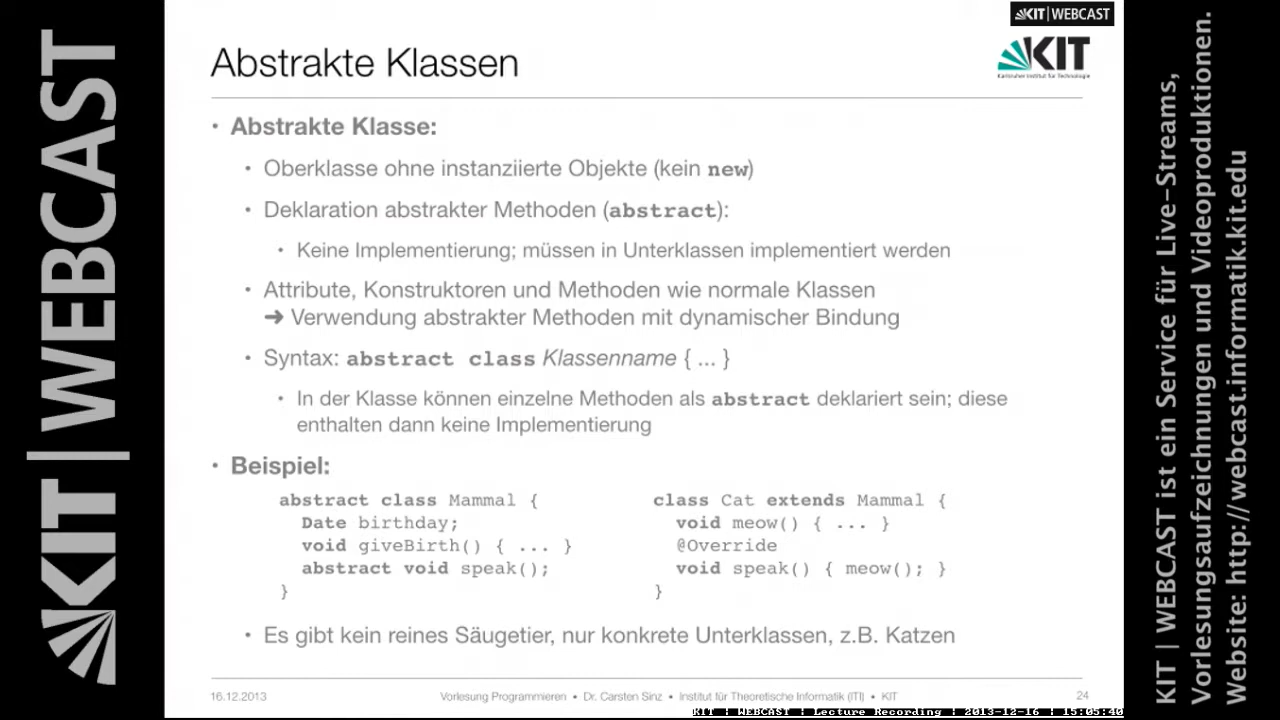 KIT | WEBCAST
KIT | WEBCAST
Abstrakte Klassen
KIT
Karlsruher Institut für Technologie
• Abstrakte Klasse:
• Oberklasse ohne instanziierte Objekte (kein new)
• Deklaration abstrakter Methoden (abstract):
• Keine Implementierung; müssen in Unterklassen implementiert werden
• Attribute, Konstruktoren und Methoden wie normale Klassen
➔ Verwendung abstrakter Methoden mit dynamischer Bindung
• Syntax: abstract class Klassenname { ... }
• In der Klasse können einzelne Methoden als abstract deklariert sein; diese
enthalten dann keine Implementierung
• Beispiel:
abstract class Mammal {
Date birthday;
void giveBirth() { ... }
abstract void speak();
}
class Cat extends Mammal {
void meow() { ... }
@Override
void speak() { meow(); }
}
• Es gibt kein reines Säugetier, nur konkrete Unterklassen, z.B. Katzen
16.12.2013
Vorlesung Programmieren • Dr. Carsten Sinz • Institut für Theoretische Informatik (ITI) • KIT
24
KIT | WEBCAST | Lecture Recording | 2013-12-16 | 15:05:40
KIT | WEBCAST ist ein Service für Live-Streams,
Vorlesungsaufzeichnungen und Videoproduktionen.
Website: http://webcast.informatik.kit.edu